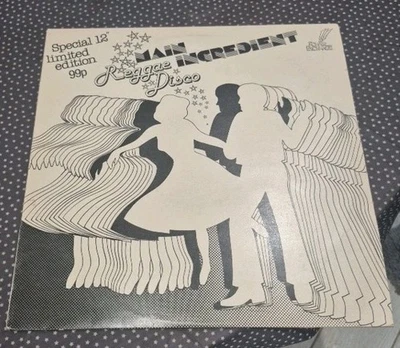 Special 12"
limited
edition
99p
MAIN
INGREDIENT
Reggae
Disco